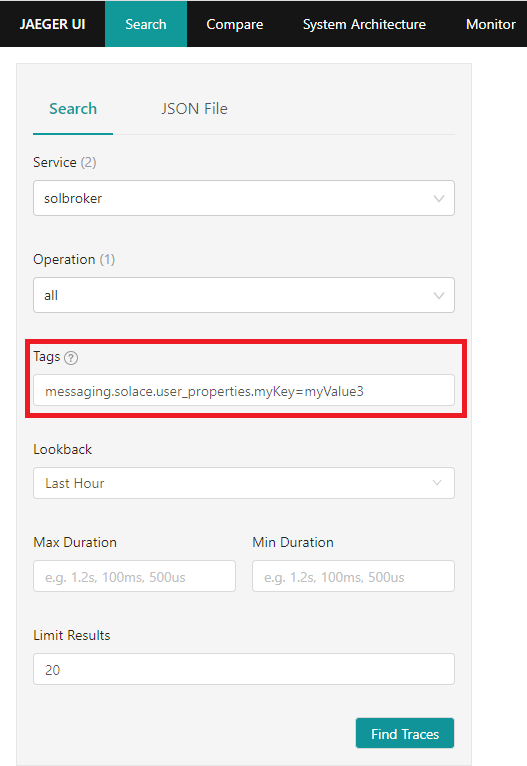 JAEGER UI Search Compare System Architecture Monitor
Search JSON File
Service (2)
solbroker
Operation (1)
all
Tags ?
messaging.solace.user_properties.myKey=myValue3
Lookback
Last Hour
Max Duration Min Duration
e.g. 1.2s, 100ms, 500us e.g. 1.2s, 100ms, 500us
Limit Results
20
Find Traces